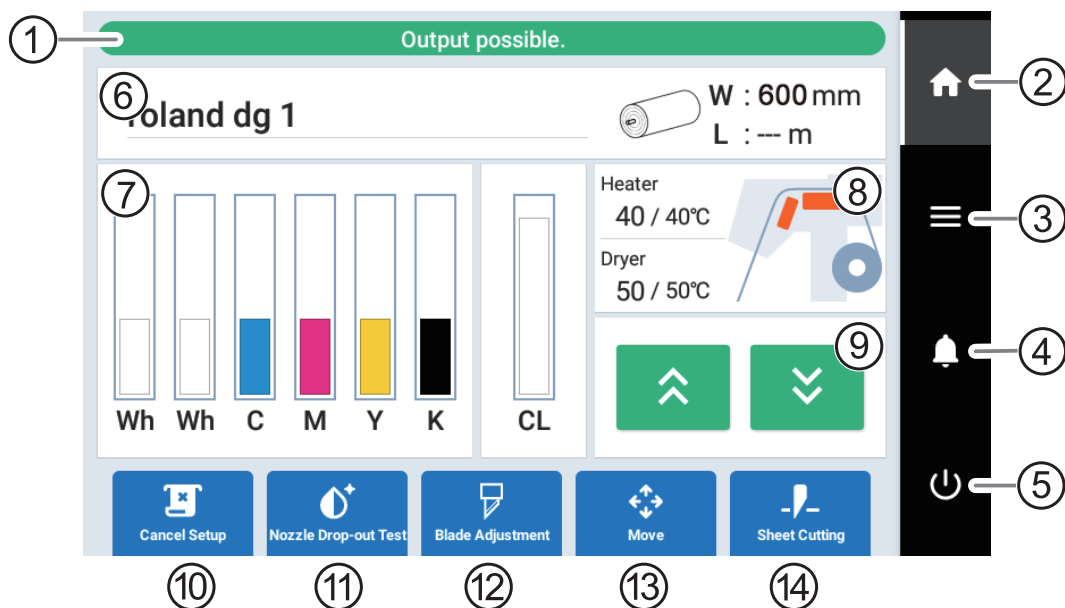 ① Output possible.
②
⑥ roland dg 1
W : 600 mm
L : --- m
③
④
⑤
⑦
Wh Wh C M Y K
CL
⑧
Heater
40 / 40℃
Dryer
50 / 50℃
⑨
Cancel Setup
Nozzle Drop-out Test
Blade Adjustment
Move
Sheet Cutting
⑩ ⑪ ⑫ ⑬ ⑭